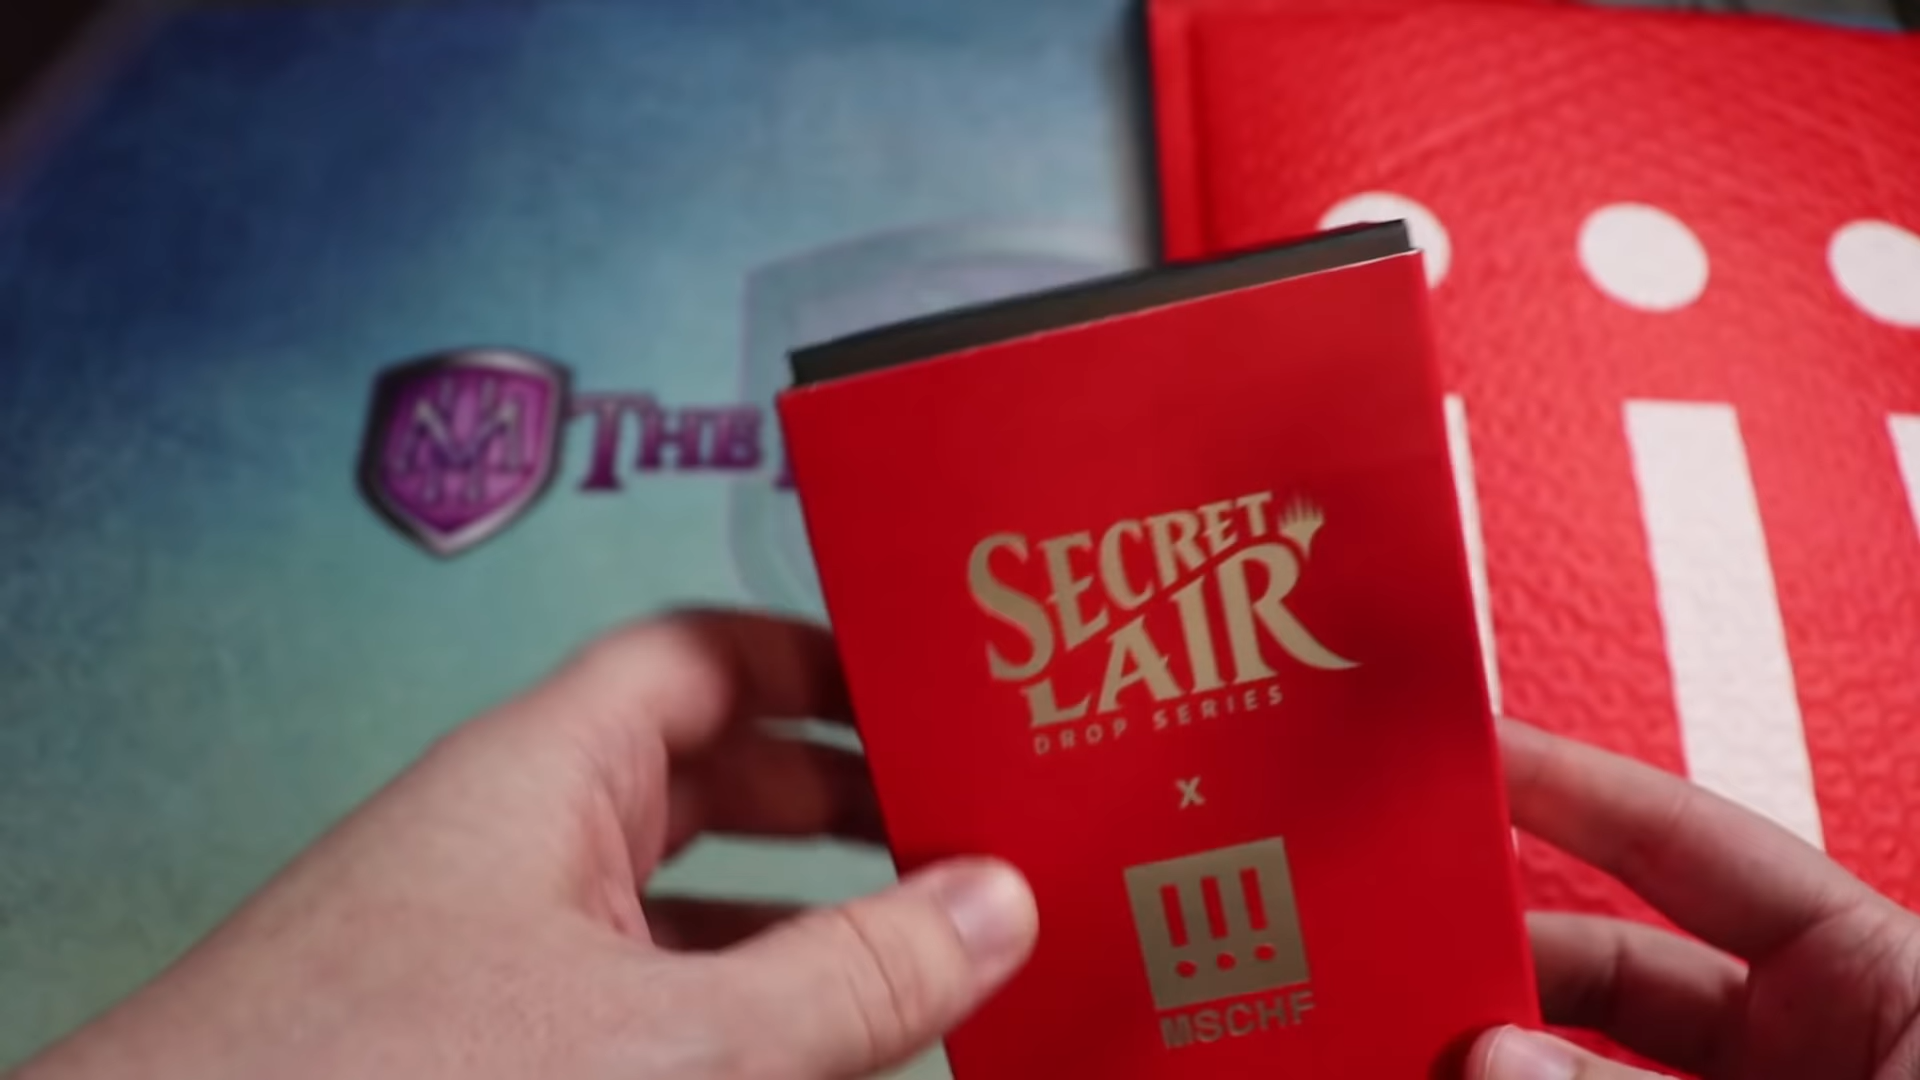 THE
SECRET
LAIR
DROP SERIES
X
!!!
MSCHF